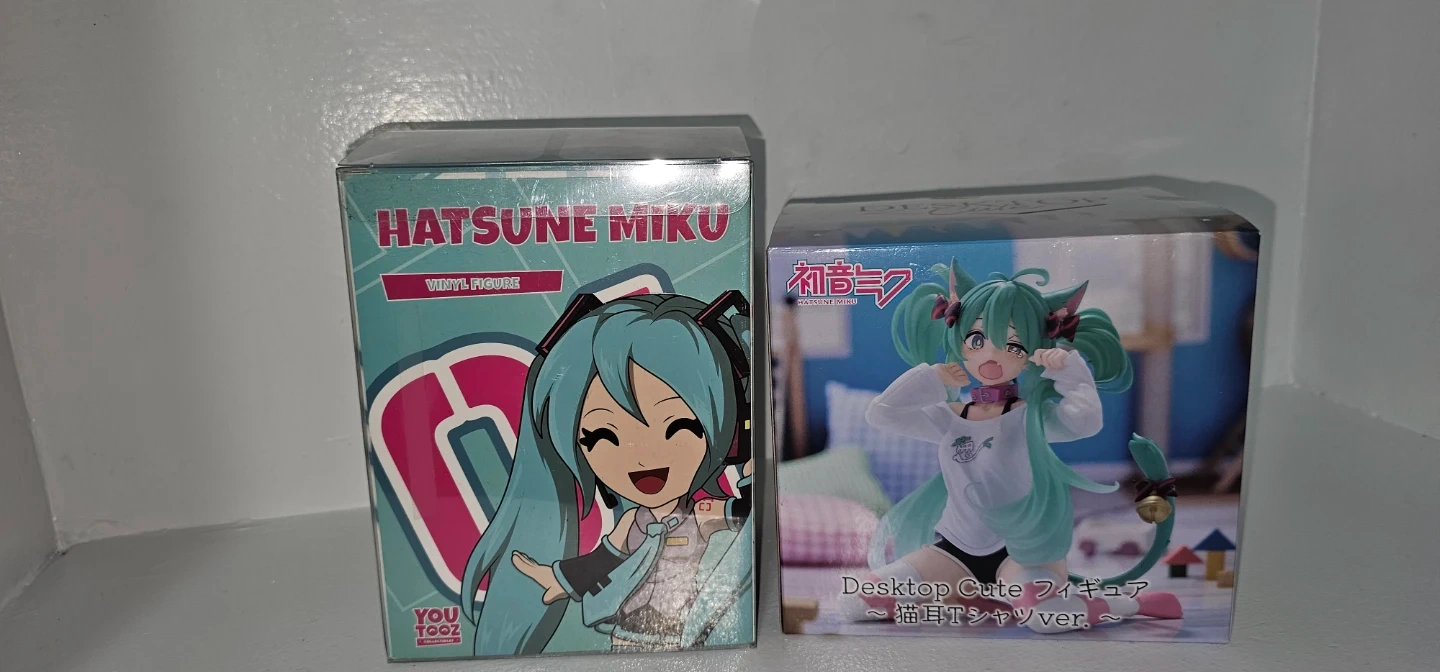 HATSUNE MIKU
VINYL FIGURE
YOU
TOOZ
COLLECTIBLES
初音ミク
HATSUNE MIKU
Desktop Cute フィギュア
～ 猫耳Tシャツver. ～